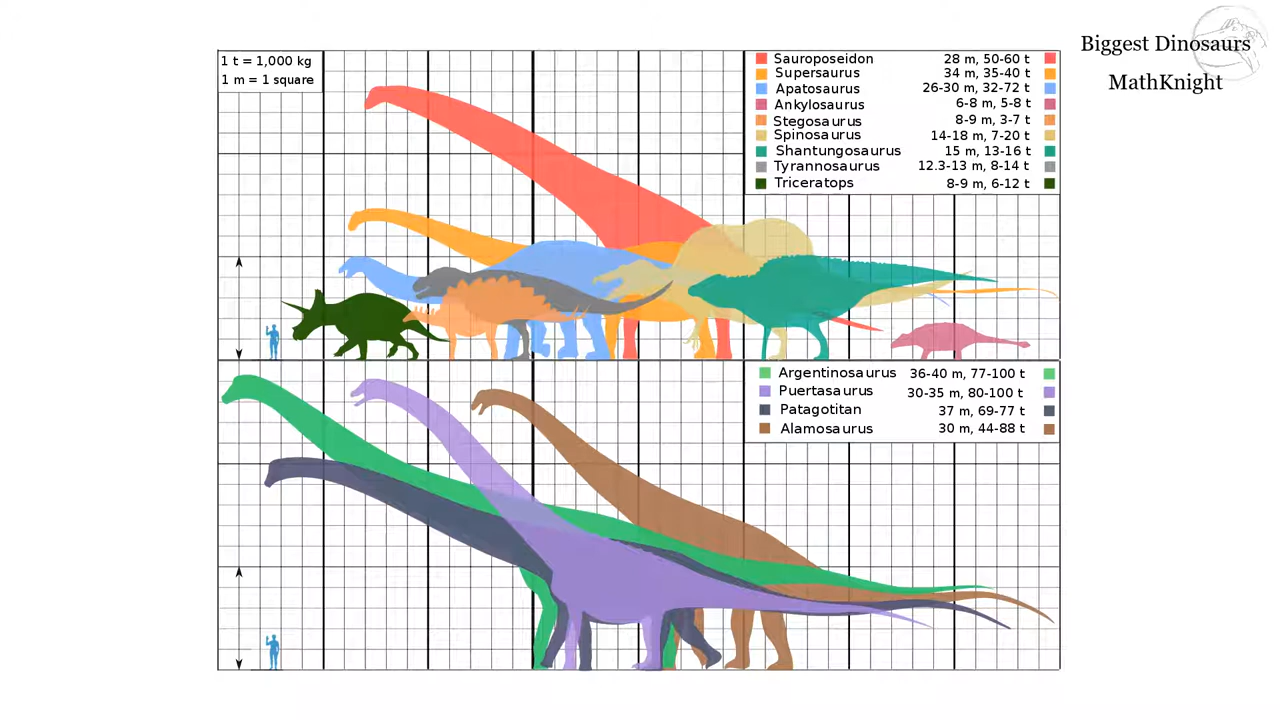 Biggest Dinosaurs
MathKnight
1 t = 1,000 kg
1 m = 1 square
Sauroposeidon 28 m, 50-60 t
Supersaurus 34 m, 35-40 t
Apatosaurus 26-30 m, 32-72 t
Ankylosaurus 6-8 m, 5-8 t
Stegosaurus 8-9 m, 3-7 t
Spinosaurus 14-18 m, 7-20 t
Shantungosaurus 15 m, 13-16 t
Tyrannosaurus 12.3-13 m, 8-14 t
Triceratops 8-9 m, 6-12 t
Argentinosaurus 36-40 m, 77-100 t
Puertasaurus 30-35 m, 80-100 t
Patagotitan 37 m, 69-77 t
Alamosaurus 30 m, 44-88 t